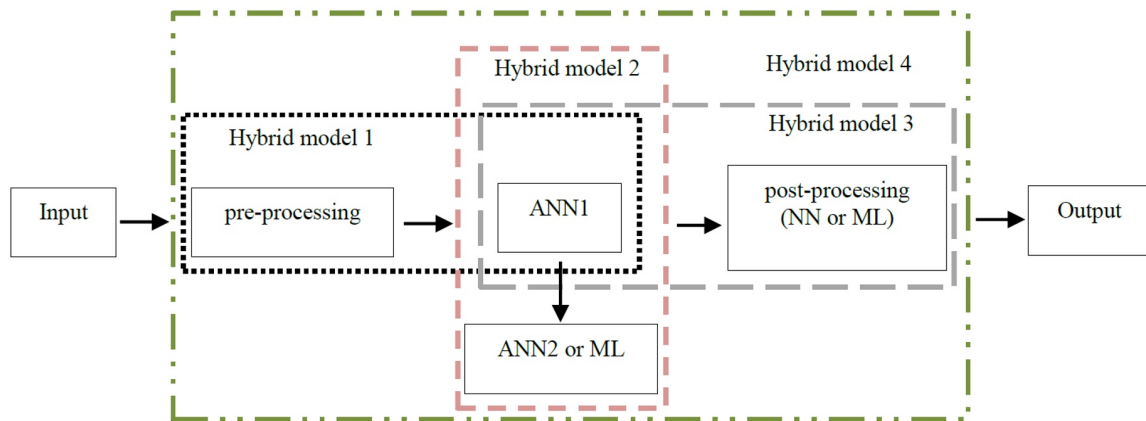 Hybrid model 2
Hybrid model 4
Hybrid model 1
Hybrid model 3
Input
pre-processing
ANN1
post-processing
(NN or ML)
Output
ANN2 or ML